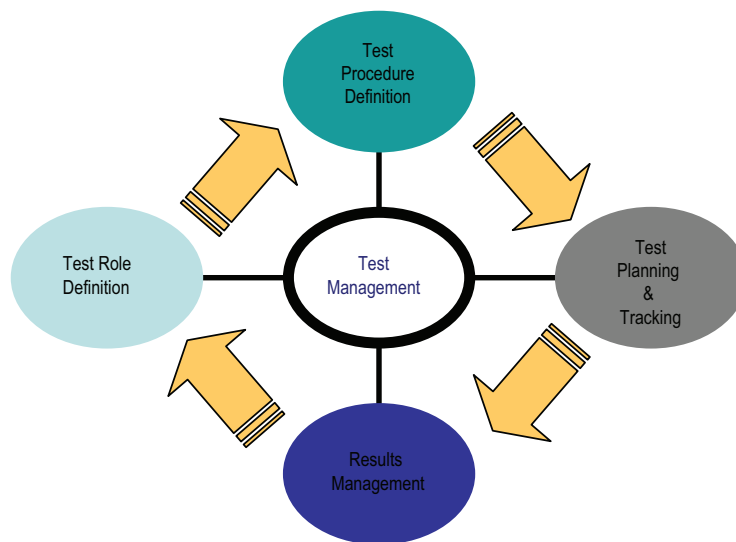 Test
Procedure
Definition
Test Role
Definition
Test
Management
Test
Planning
&
Tracking
Results
Management